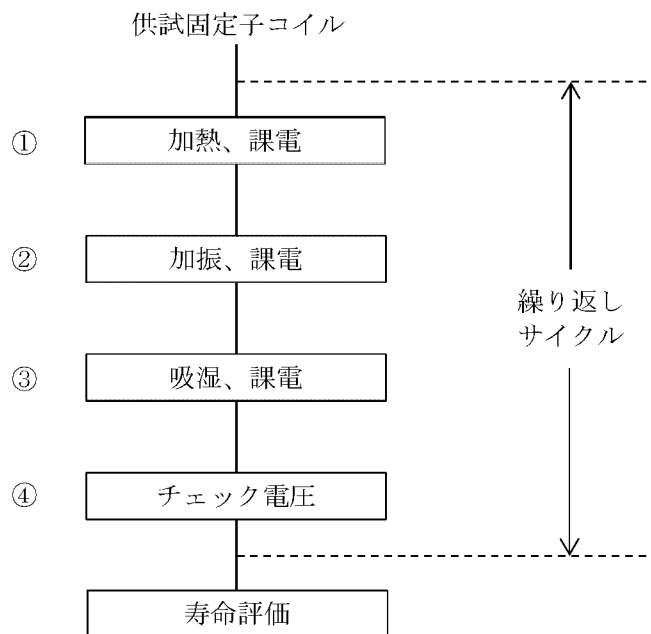 供試固定子コイル
① 加熱、課電
② 加振、課電
③ 吸湿、課電
④ チェック電圧
繰り返し
サイクル
寿命評価